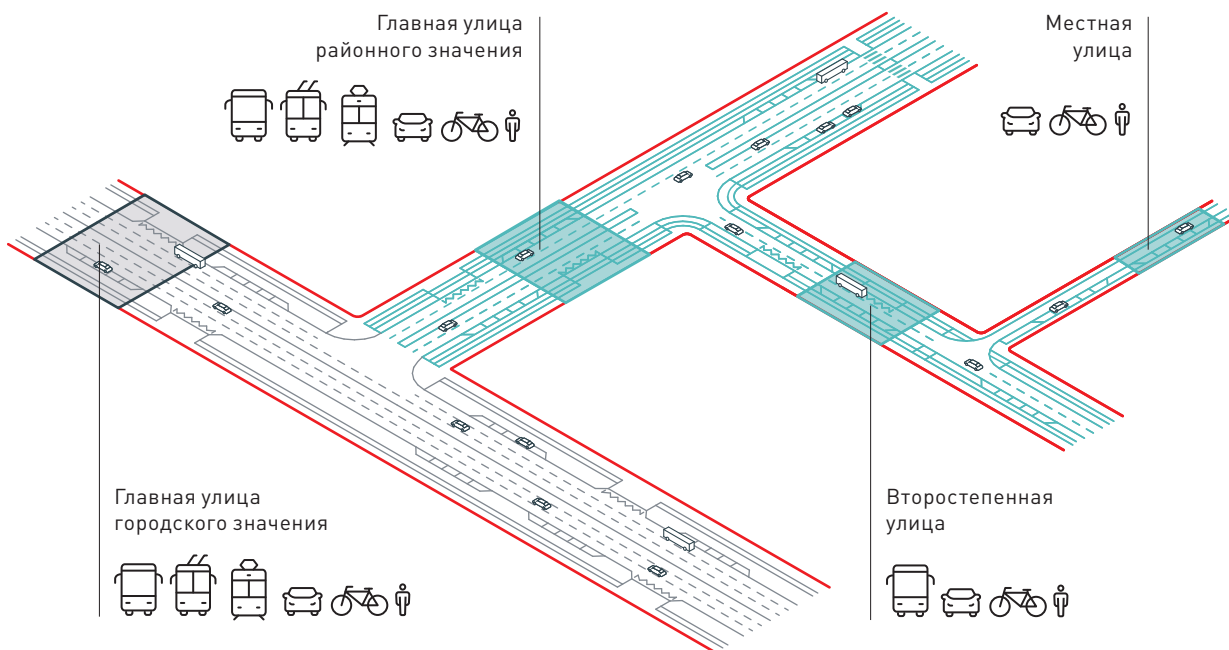 Главная улица
районного значения
Местная
улица
Главная улица
городского значения
Второстепенная
улица